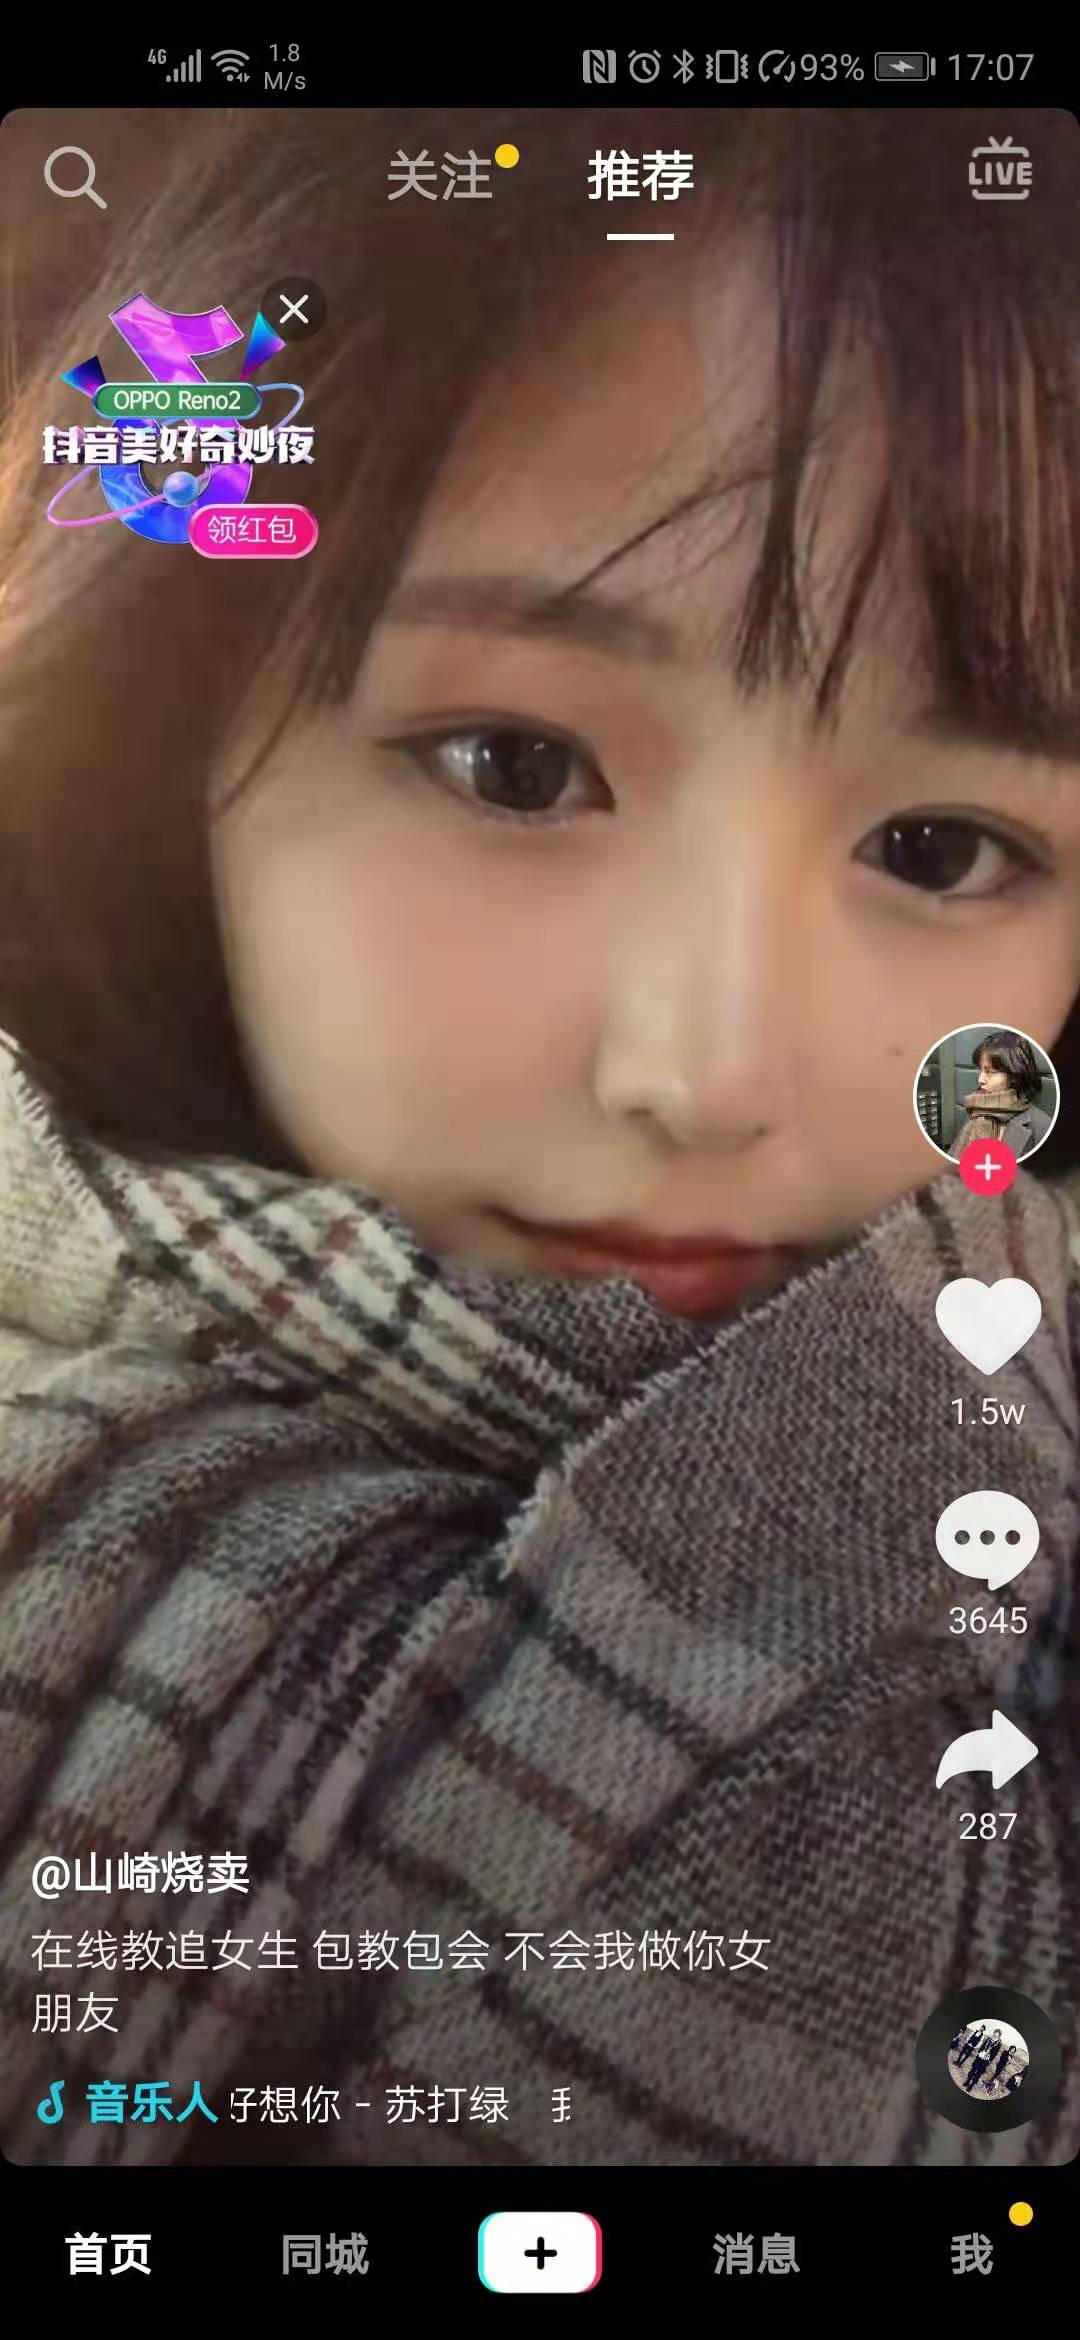 4G
1.8
M/s
93%
17:07
关注
推荐
LIVE
OPPO Reno2
抖音美好奇妙夜
领红包
1.5w
3645
287
@山崎烧卖
在线教追女生 包教包会 不会我做你女
朋友
音乐人 好想你 - 苏打绿
首页
同城
消息
我